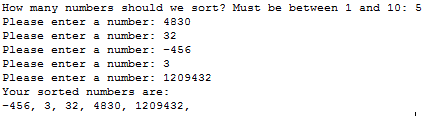 How many numbers should we sort? Must be between 1 and 10: 5
Please enter a number: 4830
Please enter a number: 32
Please enter a number: -456
Please enter a number: 3
Please enter a number: 1209432
Your sorted numbers are:
-456, 3, 32, 4830, 1209432,